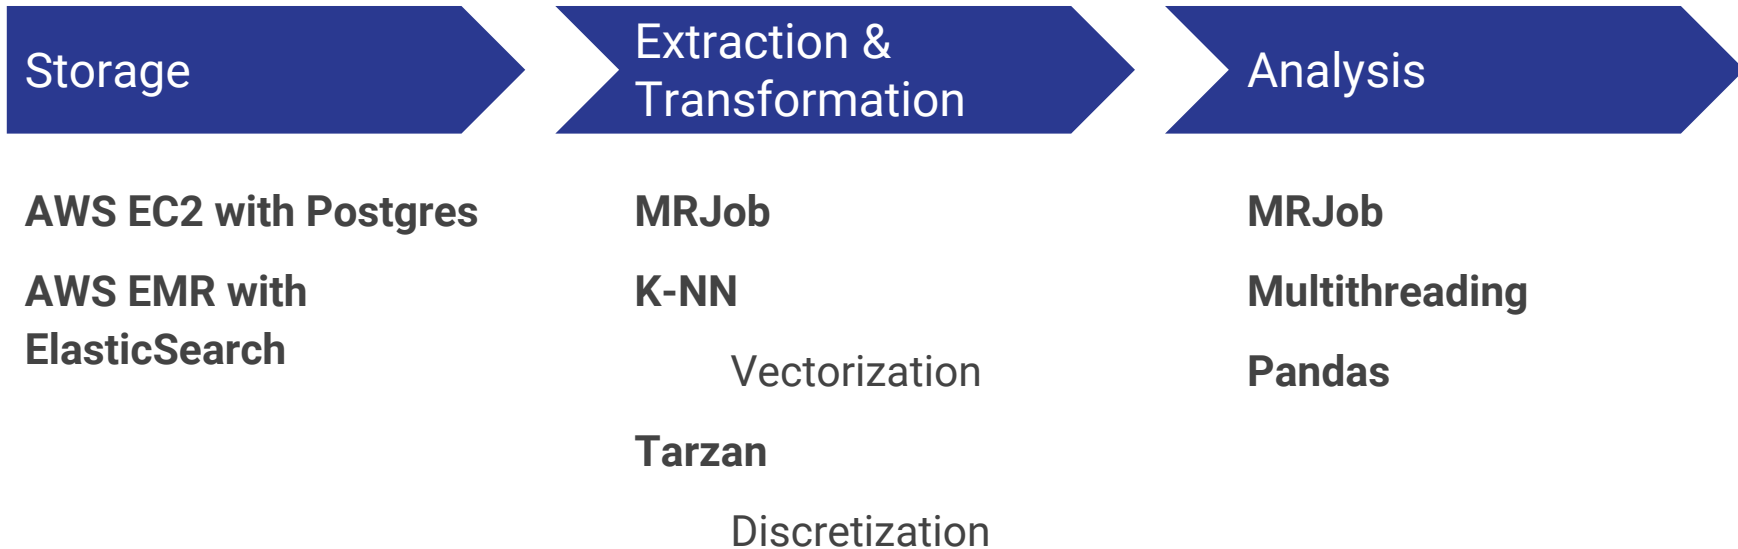 Storage
AWS EC2 with Postgres
AWS EMR with
ElasticSearch
Extraction &
Transformation
MRJob
K-NN
Vectorization
Tarzan
Discretization
Analysis
MRJob
Multithreading
Pandas